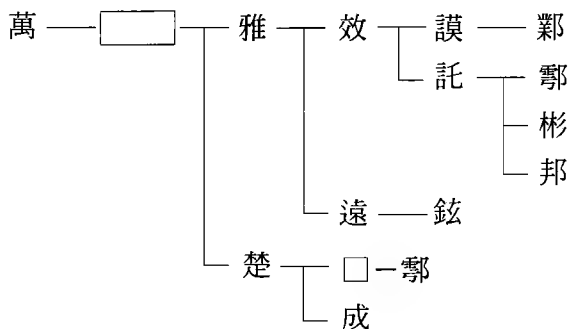 萬 雅 效 謨 鄴
託 鄠
彬
邦
遠 鉉
楚 □ 鄠
成